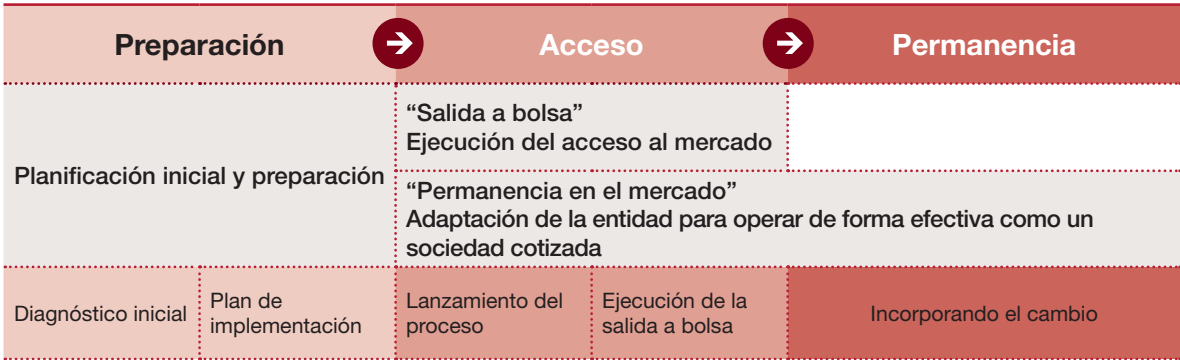 Preparación
Acceso
Permanencia
Planificación inicial y preparación
“Salida a bolsa”
Ejecución del acceso al mercado
“Permanencia en el mercado”
Adaptación de la entidad para operar de forma efectiva como un
sociedad cotizada
Diagnóstico inicial
Plan de
implementación
Lanzamiento del
proceso
Ejecución de la
salida a bolsa
Incorporando el cambio